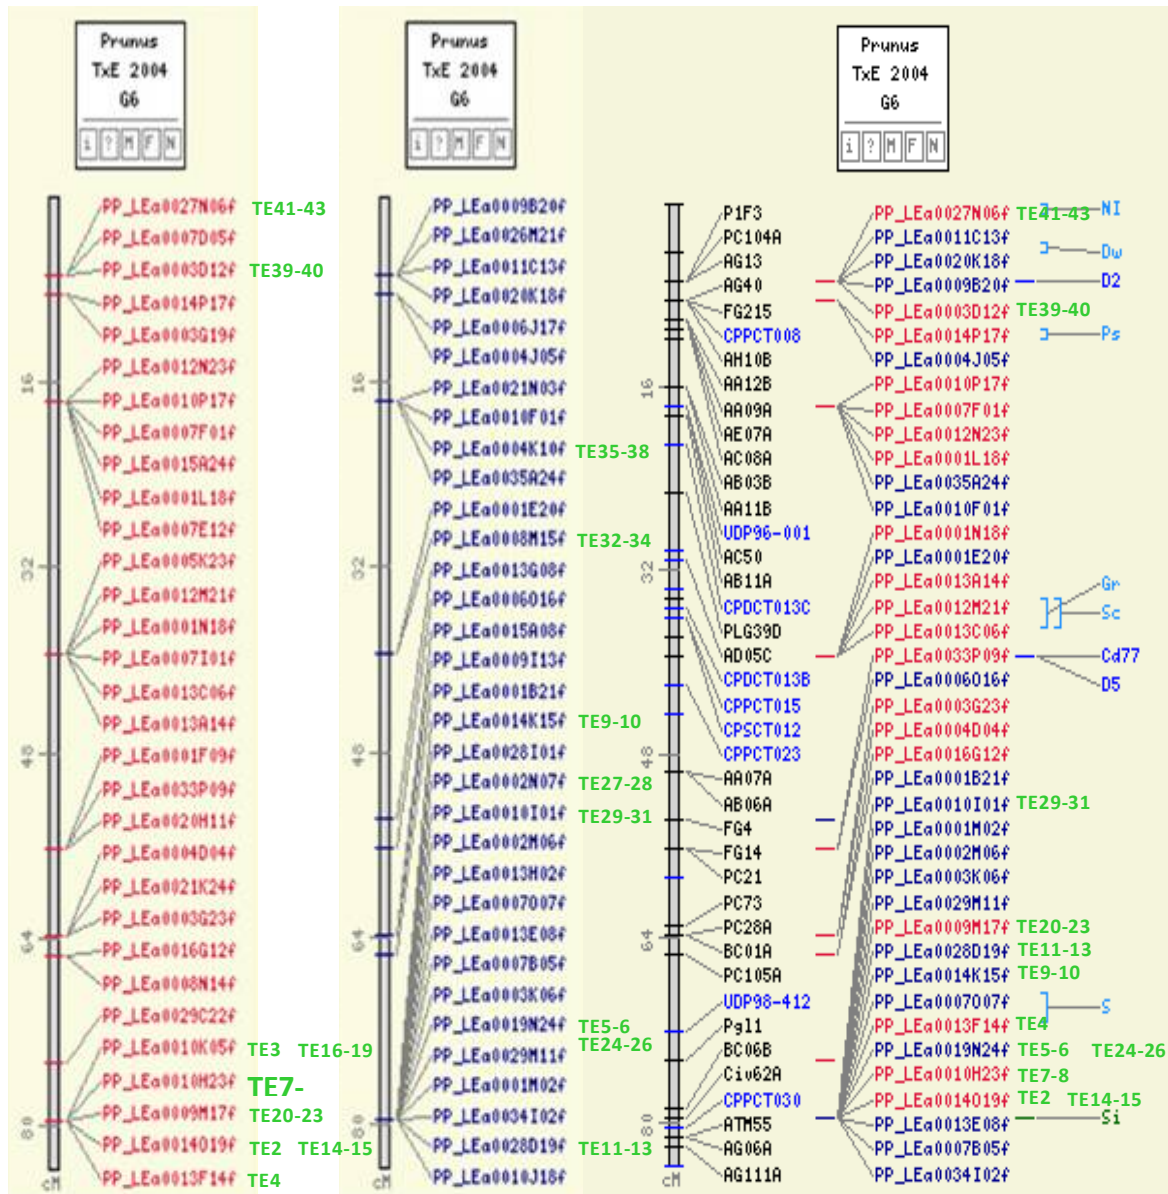 Prunus
TxE 2004
G6
i ? M F N
PP_LEa0027N06f TE41-43
PP_LEa0007D05f
PP_LEa0003D12f TE39-40
PP_LEa0014P17f
PP_LEa0003G19f
PP_LEa0012N23f
16
PP_LEa0010P17f
PP_LEa0007F01f
PP_LEa0015A24f
PP_LEa0001L18f
PP_LEa0007E12f
PP_LEa0005K23f
32
PP_LEa0012M21f
PP_LEa0001N18f
PP_LEa0007I01f
PP_LEa0013C06f
PP_LEa0013A14f
PP_LEa0001F09f
48
PP_LEa0033P09f
PP_LEa0020H11f
PP_LEa0004D04f
PP_LEa0021K24f
PP_LEa0003G23f
64
PP_LEa0016G12f
PP_LEa0008N14f
PP_LEa0029C22f
PP_LEa0010K05f TE3 TE16-19
PP_LEa0010H23f TE7-
PP_LEa0009M17f TE20-23
80
PP_LEa0014O19f TE2 TE14-15
PP_LEa0013F14f TE4
cM
Prunus
TxE 2004
G6
i ? M F N
PP_LEa0009B20f
PP_LEa0026M21f
PP_LEa0011C13f
PP_LEa0020K18f
PP_LEa0006J17f
PP_LEa0004J05f
16
PP_LEa0021N03f
PP_LEa0010F01f
PP_LEa0004K10f TE35-38
PP_LEa0035A24f
PP_LEa0001E20f
PP_LEa0008M15f TE32-34
32
PP_LEa0013G08f
PP_LEa0006O16f
PP_LEa0015A08f
PP_LEa0009I13f
PP_LEa0001B21f
PP_LEa0014K15f TE9-10
48
PP_LEa0028I01f
PP_LEa0002N07f TE27-28
PP_LEa0010I01f TE29-31
PP_LEa0002M06f
PP_LEa0013H02f
PP_LEa0007O07f
64
PP_LEa0013E08f
PP_LEa0007B05f
PP_LEa0003K06f
PP_LEa0019N24f TE5-6
TE24-26
PP_LEa0029M11f
PP_LEa0001M02f
80
PP_LEa0034I02f
PP_LEa0028D19f TE11-13
PP_LEa0010J18f
cM
Prunus
TxE 2004
G6
i ? M F N
P1F3
PC104A
AG13
AG40
FG215
CPPCT008
AH10B
16
AA12B
AA09A
AE07A
AC08A
AB03B
AA11B
UDP96-001
AC50
32
AB11A
CPDCT013C
PLG39D
AD05C
CPDCT013B
CPPCT015
CPSCT012
CPPCT023
48
AA07A
AB06A
FG4
FG14
PC21
PC73
PC28A
64
BC01A
PC105A
UDP98-412
Pgl1
BC06B
Civ62A
CPPCT030
80
ATM55
AG06A
AG111A
cM
PP_LEa0027N06f TE41-43 NI
PP_LEa0011C13f
Dw
PP_LEa0020K18f
PP_LEa0009B20f D2
PP_LEa0003D12f TE39-40
PP_LEa0014P17f Ps
PP_LEa0004J05f
PP_LEa0010P17f
PP_LEa0007F01f
PP_LEa0012N23f
PP_LEa0001L18f
PP_LEa0035A24f
PP_LEa0010F01f
PP_LEa0001N18f
PP_LEa0001E20f
PP_LEa0013A14f Gr
PP_LEa0012M21f Sc
PP_LEa0013C06f
PP_LEa0033P09f Cd77
PP_LEa0006O16f D5
PP_LEa0003G23f
PP_LEa0004D04f
PP_LEa0016G12f
PP_LEa0001B21f
PP_LEa0010I01f TE29-31
PP_LEa0001M02f
PP_LEa0002M06f
PP_LEa0003K06f
PP_LEa0029M11f
PP_LEa0009M17f TE20-23
PP_LEa0028D19f TE11-13
PP_LEa0014K15f TE9-10
PP_LEa0007O07f S
PP_LEa0013F14f TE4
PP_LEa0019N24f TE5-6 TE24-26
PP_LEa0010H23f TE7-8
PP_LEa0014O19f TE2 TE14-15
PP_LEa0013E08f Si
PP_LEa0007B05f
PP_LEa0034I02f